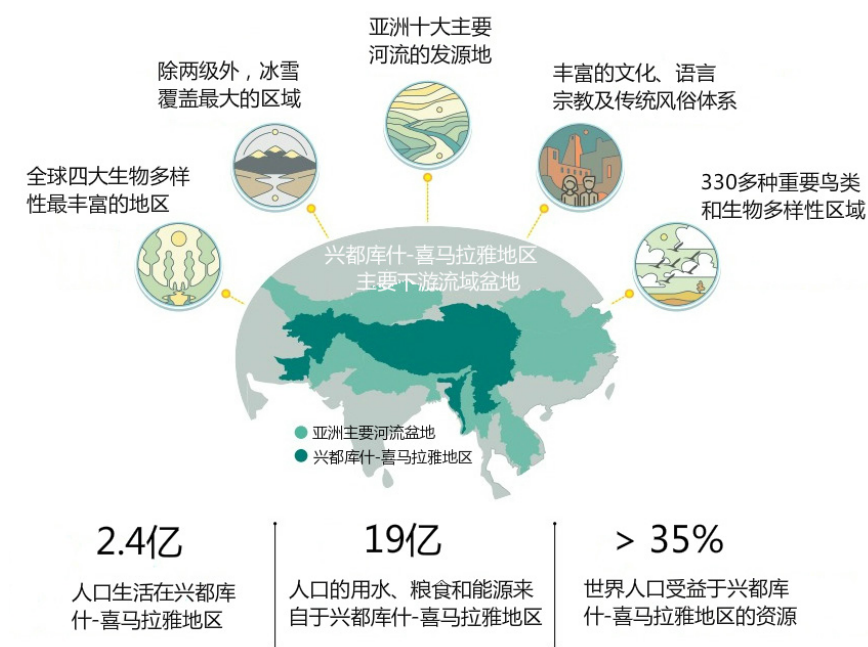 亚洲十大主要
河流的发源地
除两级外，冰雪
覆盖最大的区域
丰富的文化、语言
宗教及传统风俗体系
全球四大生物多样
性最丰富的地区
330多种重要鸟类
和生物多样性区域
兴都库什-喜马拉雅地区
主要下游流域盆地
亚洲主要河流盆地
兴都库什-喜马拉雅地区
2.4亿
人口生活在兴都库
什-喜马拉雅地区
19亿
人口的用水、粮食和能源来
自于兴都库什-喜马拉雅地区
> 35%
世界人口受益于兴都库
什-喜马拉雅地区的资源